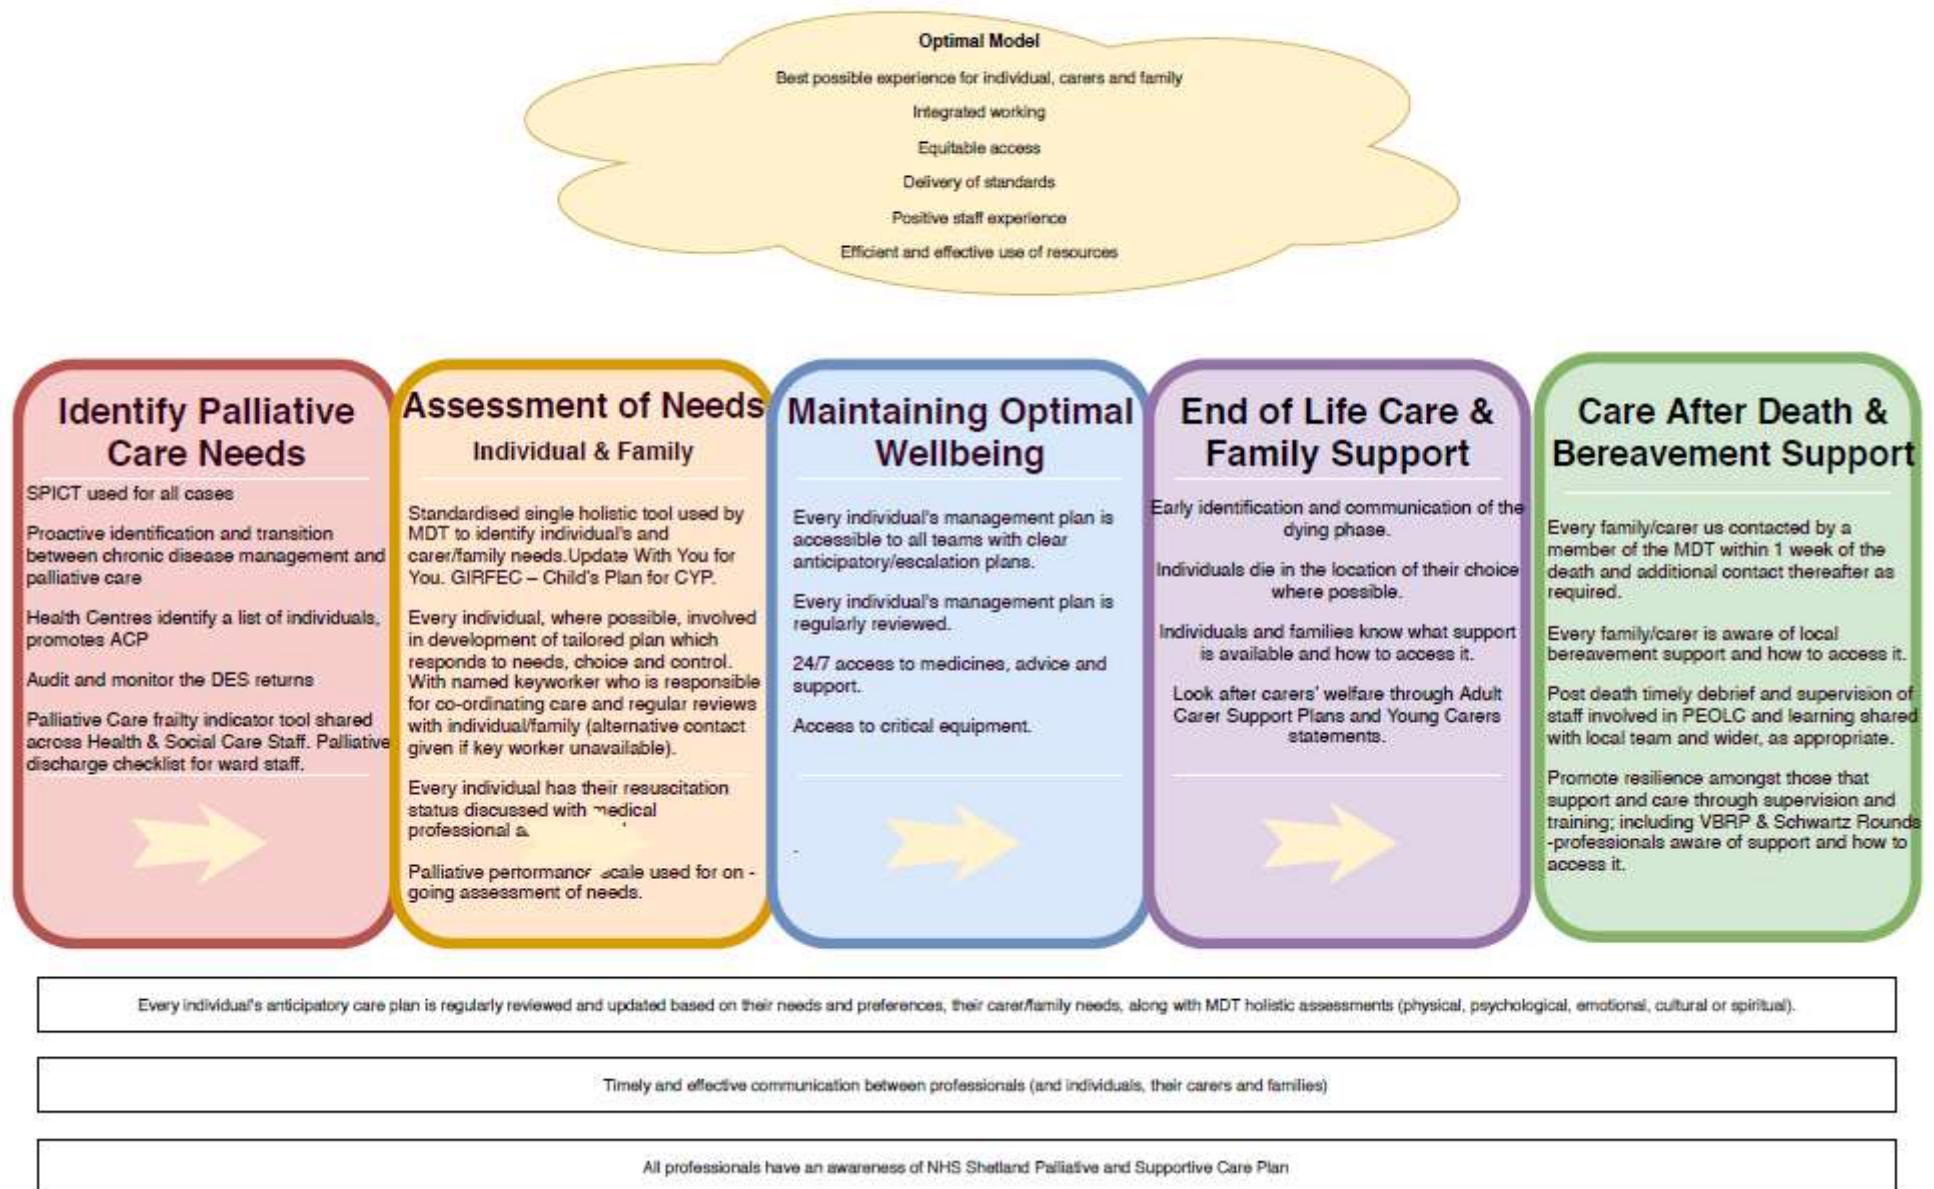 Optimal Model
Best possible experience for individual, carers and family
Integrated working
Equitable access
Delivery of standards
Positive staff experience
Efficient and effective use of resources
Identify Palliative
Care Needs
SPICT used for all cases
Proactive identification and transition
between chronic disease management and
palliative care
Health Centres identify a list of individuals,
promotes ACP
Audit and monitor the DES returns
Palliative Care frailty indicator tool shared
across Health & Social Care Staff. Palliative
discharge checklist for ward staff.
Assessment of Needs
Individual & Family
Standardised single holistic tool used by
MDT to identify individual's and
carer/family needs.Update With You for
You. GIRFEC – Child's Plan for CYP.
Every individual, where possible, involved
in development of tailored plan which
responds to needs, choice and control.
With named keyworker who is responsible
for co-ordinating care and regular reviews
with individual/family (alternative contact
given if key worker unavailable).
Every individual has their resuscitation
status discussed with medical
professional
Palliative performance scale used for on -
going assessment of needs.
Maintaining Optimal
Wellbeing
Every individual's management plan is
accessible to all teams with clear
anticipatory/escalation plans.
Every individual's management plan is
regularly reviewed.
24/7 access to medicines, advice and
support.
Access to critical equipment.
.
End of Life Care &
Family Support
Early identification and communication of the
dying phase.
Individuals die in the location of their choice
where possible.
Individuals and families know what support
is available and how to access it.
Look after carers' welfare through Adult
Carer Support Plans and Young Carers
statements.
Care After Death &
Bereavement Support
Every family/carer us contacted by a
member of the MDT within 1 week of the
death and additional contact thereafter as
required.
Every family/carer is aware of local
bereavement support and how to access it.
Post death timely debrief and supervision of
staff involved in PEOLC and learning shared
with local team and wider, as appropriate.
Promote resilience amongst those that
support and care through supervision and
training; including VBRP & Schwartz Rounds
-professionals aware of support and how to
access it.
Every individual's anticipatory care plan is regularly reviewed and updated based on their needs and preferences, their carer/family needs, along with MDT holistic assessments (physical, psychological, emotional, cultural or spiritual).
Timely and effective communication between professionals (and individuals, their carers and families)
All professionals have an awareness of NHS Shetland Palliative and Supportive Care Plan